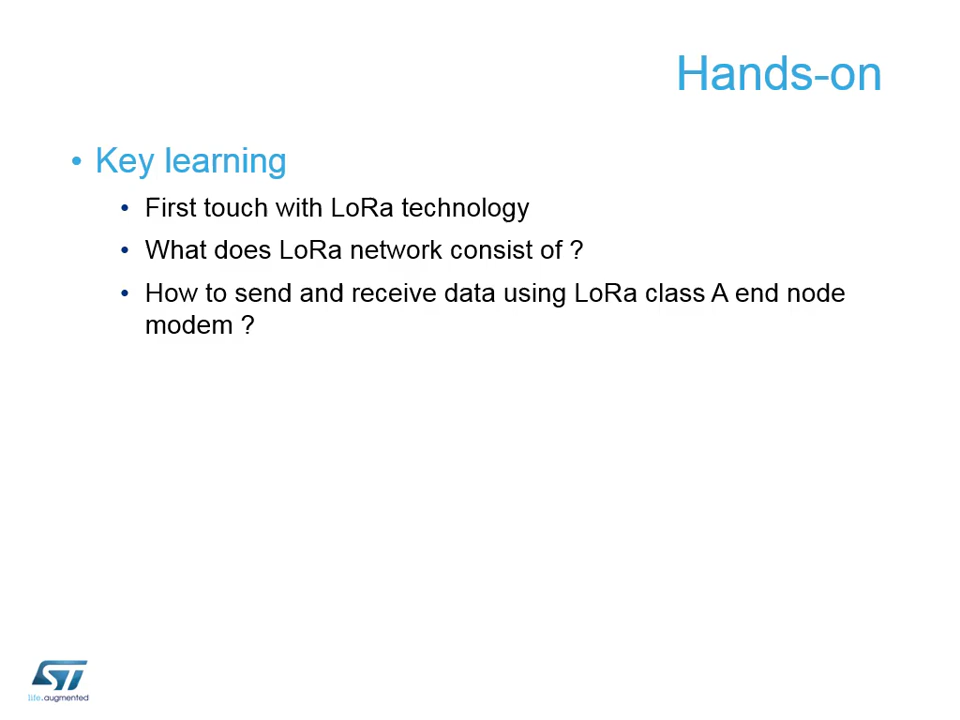 Hands-on
• Key learning
• First touch with LoRa technology
• What does LoRa network consist of ?
• How to send and receive data using LoRa class A end node
modem ?
ST
life.augmented